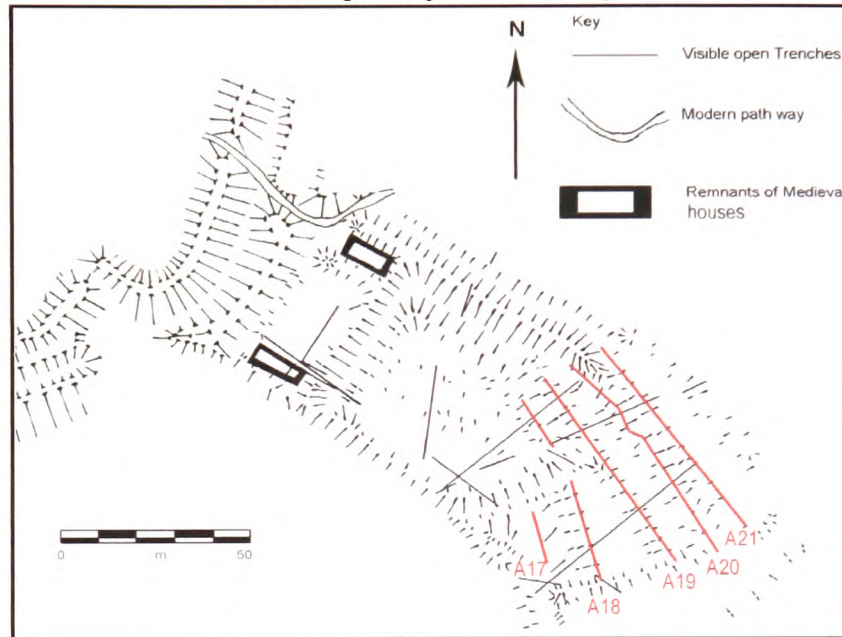 N
Key
Visible open Trenches
Modern path way
Remnants of Medieva
houses
0 m 50
A17
A18
A19
A20
A21